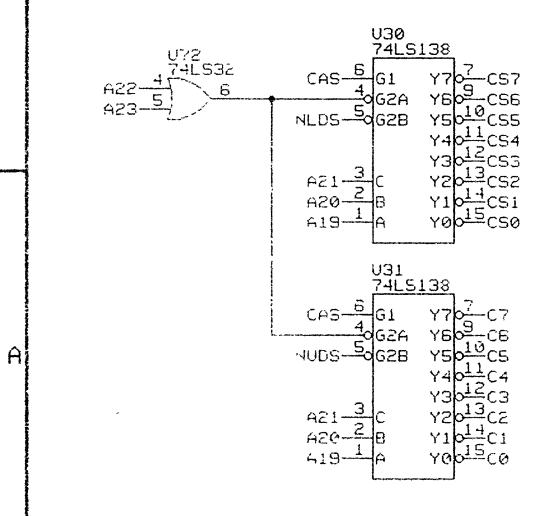 U30
74LS138
U72
74LS32
CAS 6 G1 Y7 7 CS7
A22 4 6 4 G2A Y6 9 CS6
A23 5 NLDS 5 G2B Y5 10 CS5
Y4 11 CS4
Y3 12 CS3
A21 3 C Y2 13 CS2
A20 2 B Y1 14 CS1
A19 1 A Y0 15 CS0
U31
74LS138
CAS 6 G1 Y7 7 C7
4 G2A Y6 9 C6
A
NUDS 5 G2B Y5 10 C5
Y4 11 C4
Y3 12 C3
A21 3 C Y2 13 C2
A20 2 B Y1 14 C1
A19 1 A Y0 15 C0